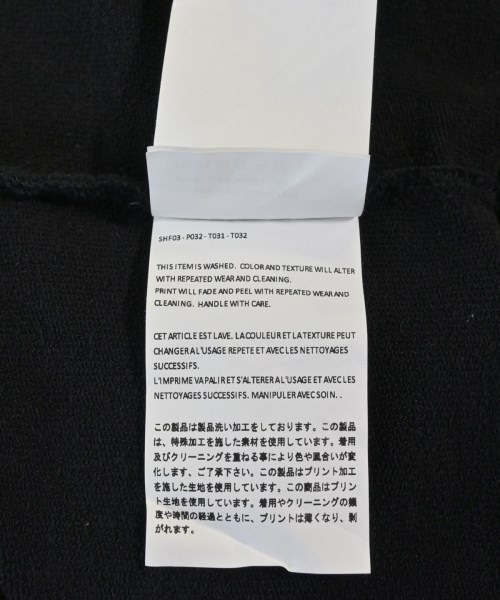 SHF03 - P032 - T031 - T032
THIS ITEM IS WASHED. COLOR AND TEXTURE WILL ALTER
WITH REPEATED WEAR AND CLEANING.
PRINT WILL FADE AND PEEL WITH REPEATED WEAR AND
CLEANING. HANDLE WITH CARE.
CET ARTICLE EST LAVE. LA COULEUR ET LA TEXTURE PEUT
CHANGER A L'USAGE REPETE ET AVEC LES NETTOYAGES
SUCCESSIFS.
L'IMPRIME VA PALIR ET S'ALTERER A L'USAGE ET AVEC LES
NETTOYAGES SUCCESSIFS. MANIPULER AVEC SOIN. .
この製品は製品洗い加工をしております。この製品
は、特殊加工を施した素材を使用しています。着用
及びクリーニングを重ねる事により色や風合いが変
化します、ご了承下さい。この製品はプリント加工
を施した生地を使用しています。この商品はプリン
ト生地を使用しています。着用やクリーニングの頻
度や時間の経過とともに、プリントは薄くなり、剥
がれます。